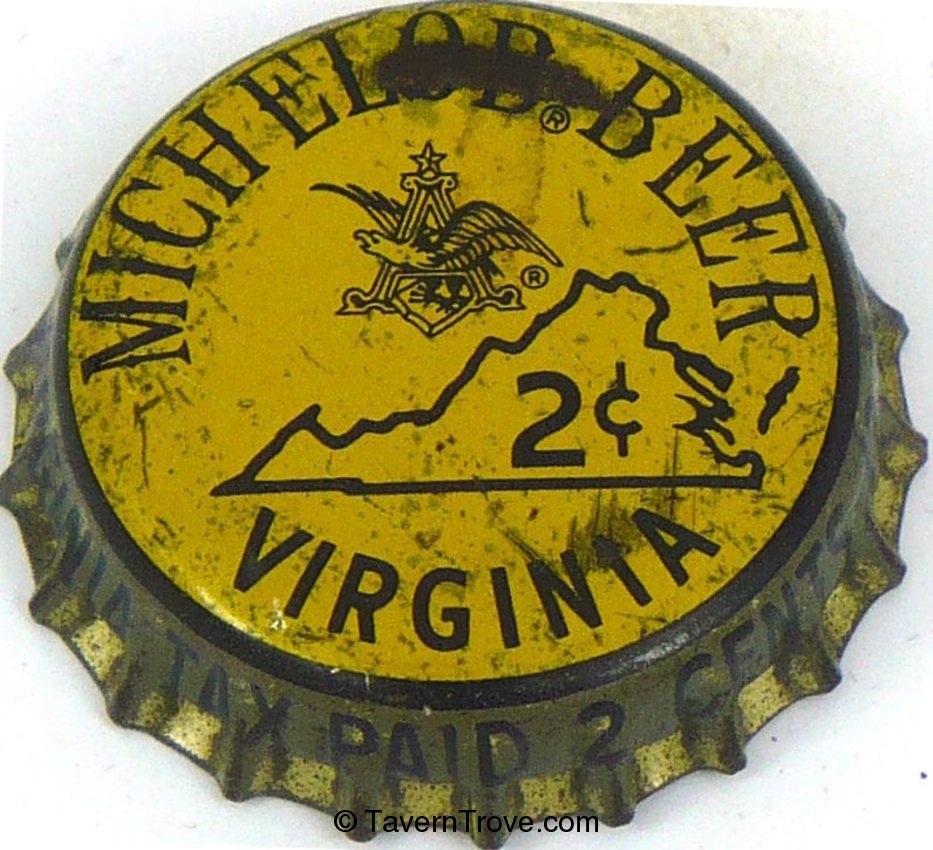 MICHELOB® BEER
A
®
2¢
VIRGINIA
TAX PAID 2 CENTS
© TavernTrove.com